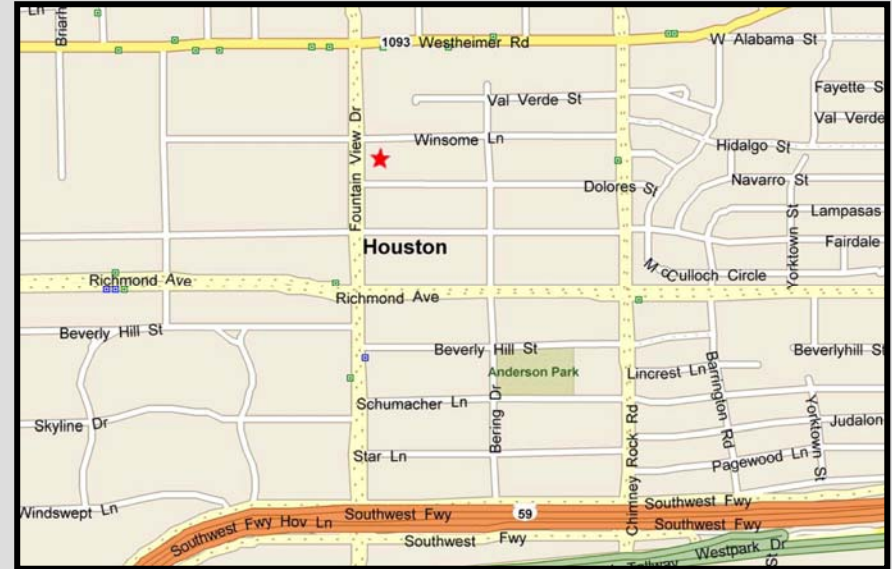 Ln
Briarh
1093 Westheimer Rd
W Alabama St
Fayette S
Val Verde St
Val Verde
Fountain View Dr
Winsome Ln
Hidalgo St
Dolores St
Navarro St
Yorktown St
Lampasas
Houston
Fairdale
McCulloch Circle
Richmond Ave
Richmond Ave
Beverly Hill St
Beverly Hill St
Beverlyhill St
Anderson Park
Lincrest Ln
Barrington Rd
Bering Dr
Schumacher Ln
Chimney Rock Rd
Yorktown St
Skyline Dr
Judalon
Star Ln
Pagewood Ln
Windswept Ln
Southwest Fwy Hov Ln
Southwest Fwy
59
Southwest Fwy
Southwest Fwy
Southwest Fwy
Westpark Dr
Tollway
St